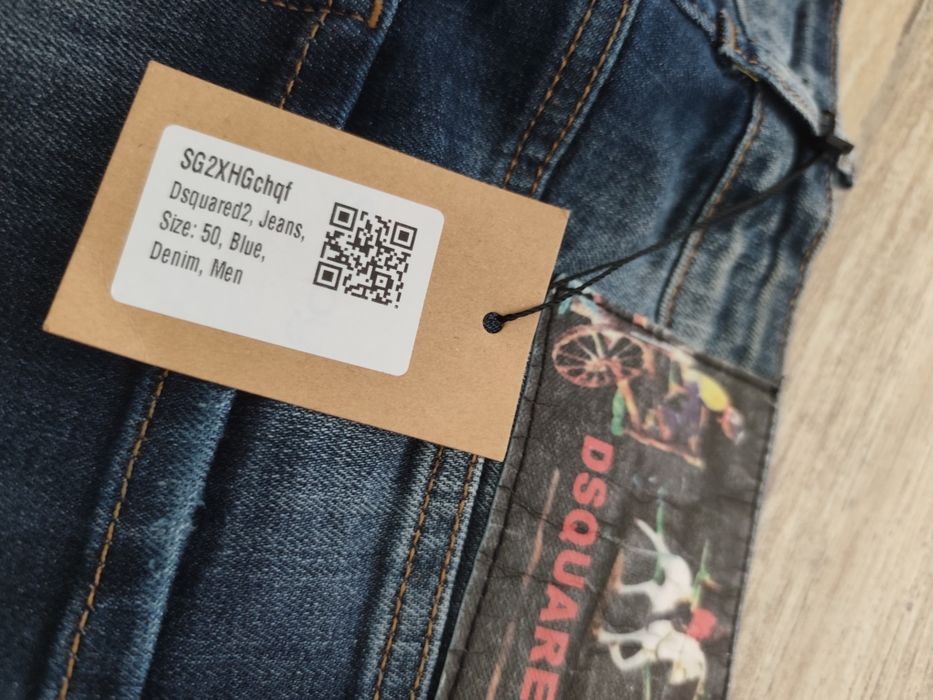 SG2XHGchqf
Dsquared2, Jeans,
Size: 50, Blue,
Denim, Men
DSQUARE